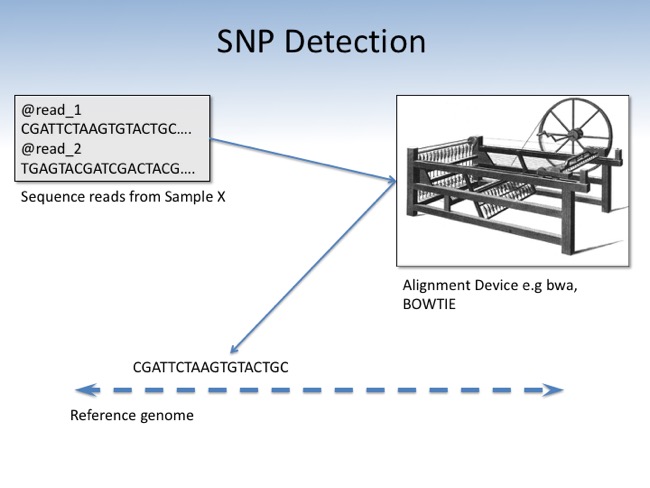 SNP Detection
@read_1
CGATTCTAAGTGTACTGC....
@read_2
TGAGTACGATCGACTACG....
Sequence reads from Sample X
Alignment Device e.g bwa,
BOWTIE
CGATTCTAAGTGTACTGC
Reference genome